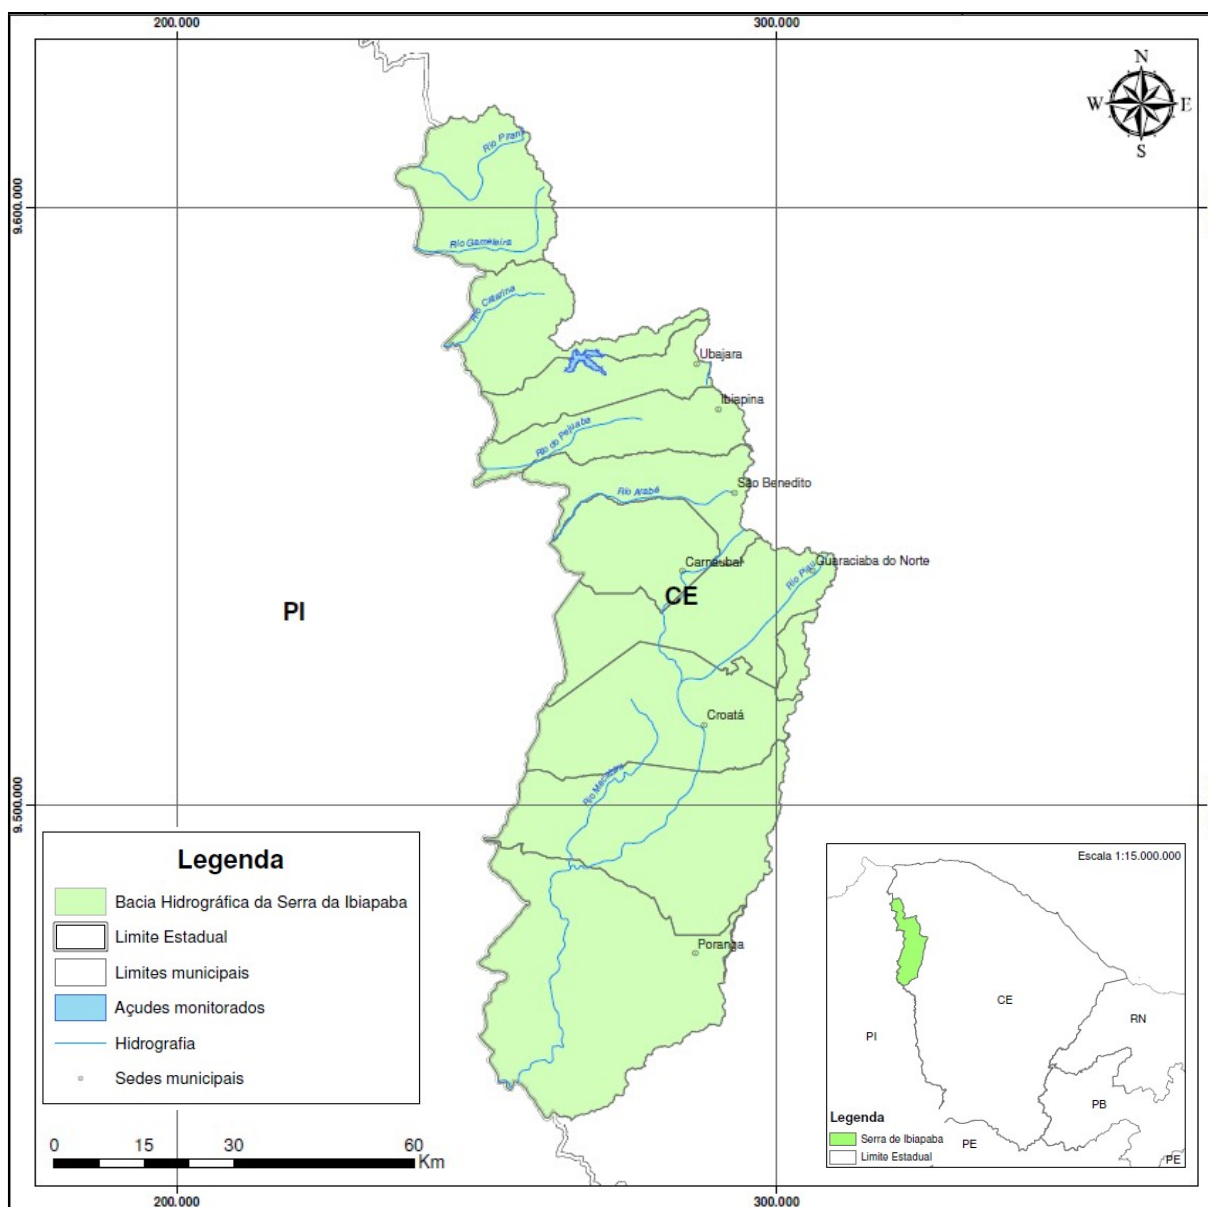 200.000
300.000
N
W
E
S
Rio Pirani
9.600.000
Rio Gameleira
Rio Catarina
Ubajara
Ibiapina
Rio do Pejuaba
São Benedito
Rio Arabê
Guaraciaba do Norte
Carnaubal
Rio Piau
CE
PI
Croatá
Rio Macambira
9.500.000
Legenda
Bacia Hidrográfica da Serra da Ibiapaba
Limite Estadual
Limites municipais
Açudes monitorados
Hidrografia
Sedes municipais
Poranga
0 15 30 60
Km
Escala 1:15.000.000
CE
RN
PI
PB
PE
PE
Legenda
Serra de Ibiapaba
Limite Estadual
200.000
300.000